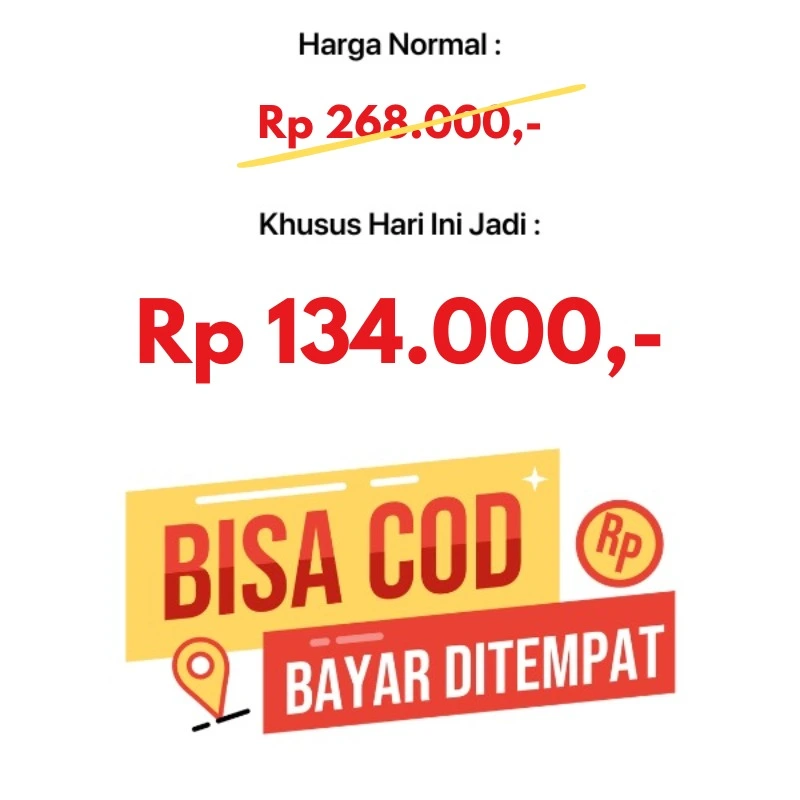 Harga Normal :
Rp 268.000,-
Khusus Hari Ini Jadi :
Rp 134.000,-
BISA COD
Rp
BAYAR DITEMPAT